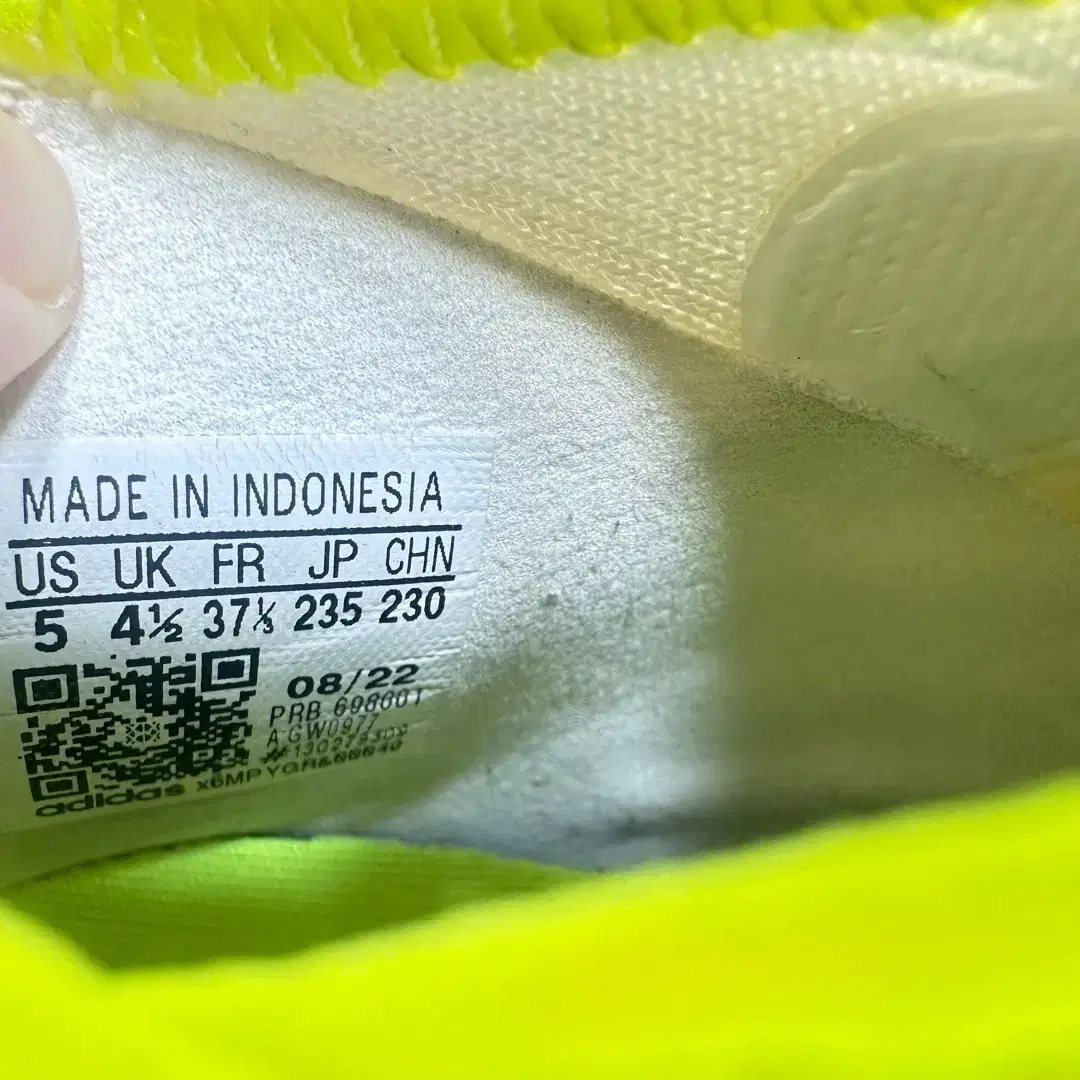 MADE IN INDONESIA
US UK FR JP CHN
5 4½ 37⅓ 235 230
08/22
PRB 698601
A GW0977
adidas